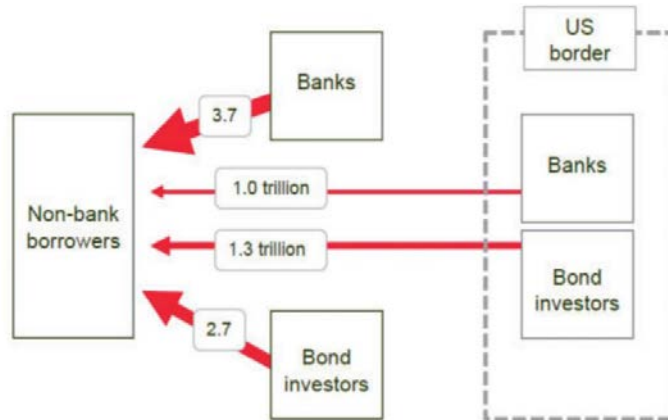 US
border
Banks
3.7
Banks
1.0 trillion
Non-bank
borrowers
1.3 trillion
Bond
investors
2.7
Bond
investors